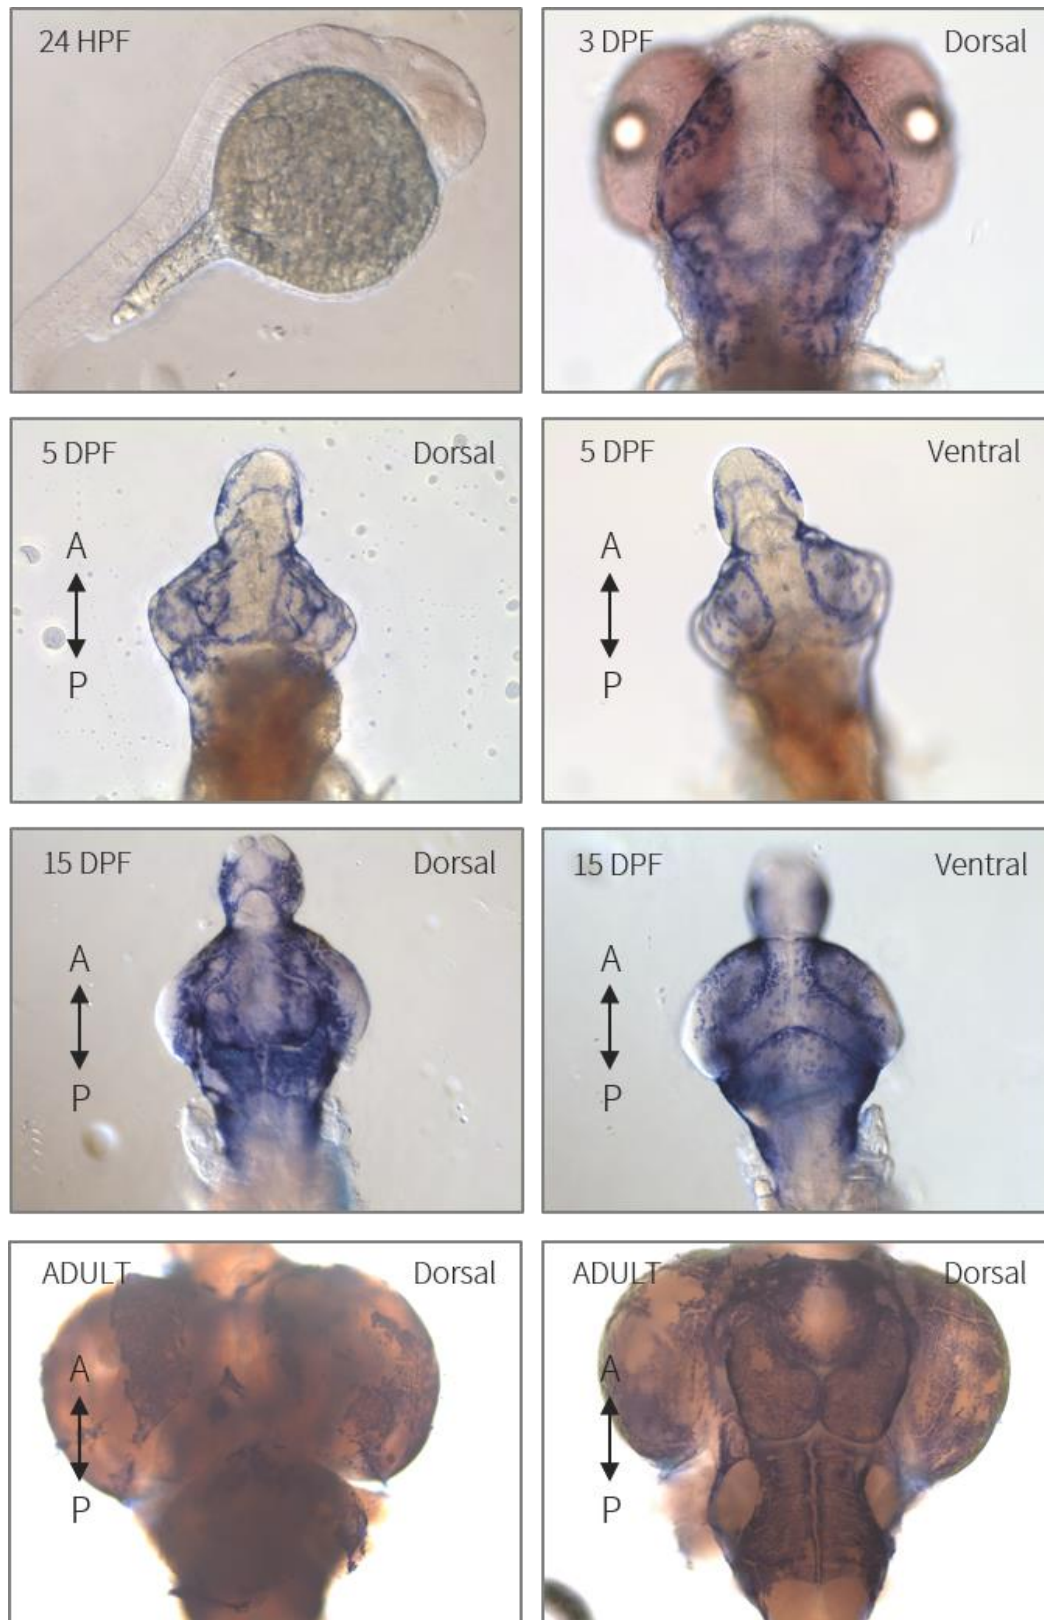 24 HPF
3 DPF Dorsal
5 DPF Dorsal
A
P
5 DPF Ventral
A
P
15 DPF Dorsal
A
P
15 DPF Ventral
A
P
ADULT Dorsal
A
P
ADULT Dorsal
A
P